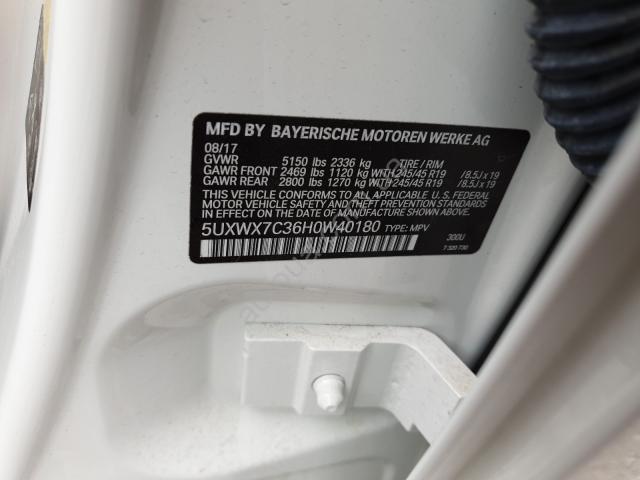 MFD BY BAYERISCHE MOTOREN WERKE AG
08/17
GVWR 5150 lbs 2336 kg TIRE / RIM
GAWR FRONT 2469 lbs 1120 kg WITH 245/45 R19 / 8.5J x 19
GAWR REAR 2800 lbs 1270 kg WITH 245/45 R19 / 8.5J x 19
THIS VEHICLE CONFORMS TO ALL APPLICABLE U.S. FEDERAL
MOTOR VEHICLE SAFETY AND THEFT PREVENTION STANDARDS
IN EFFECT ON THE DATE OF MANUFACTURE SHOWN ABOVE.
5UXWX7C36H0W40180 TYPE: MPV 300U
7 320 730